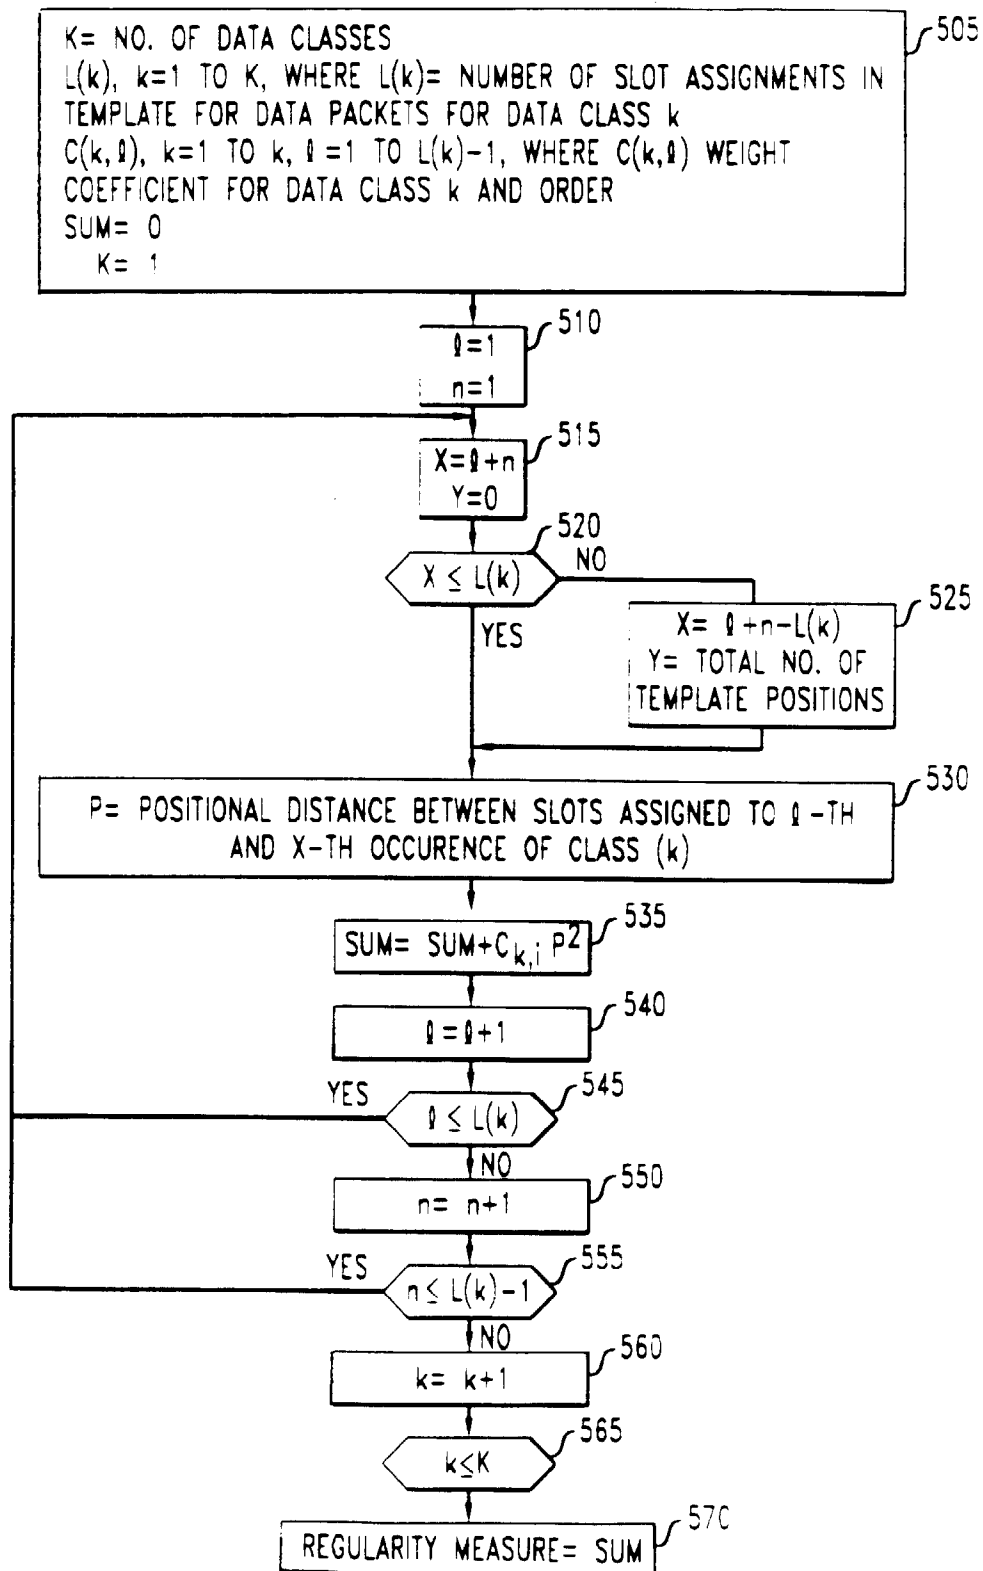 K= NO. OF DATA CLASSES
L(k), k=1 TO K, WHERE L(k)= NUMBER OF SLOT ASSIGNMENTS IN
TEMPLATE FOR DATA PACKETS FOR DATA CLASS k
C(k,ℓ), k=1 TO k, ℓ =1 TO L(k)-1, WHERE C(k,ℓ) WEIGHT
COEFFICIENT FOR DATA CLASS k AND ORDER
SUM= 0
K= 1
505
510
ℓ=1
n=1
515
X=ℓ+n
Y=0
520
X ≤ L(k)
NO
YES
525
X= ℓ+n-L(k)
Y= TOTAL NO. OF
TEMPLATE POSITIONS
530
P= POSITIONAL DISTANCE BETWEEN SLOTS ASSIGNED TO ℓ-TH
AND X-TH OCCURENCE OF CLASS (k)
535
SUM= SUM+C_{k,i} P²
540
ℓ=ℓ+1
YES
545
ℓ ≤ L(k)
NO
550
n= n+1
YES
555
n≤ L(k)-1
NO
560
k= k+1
565
k≤K
570
REGULARITY MEASURE= SUM